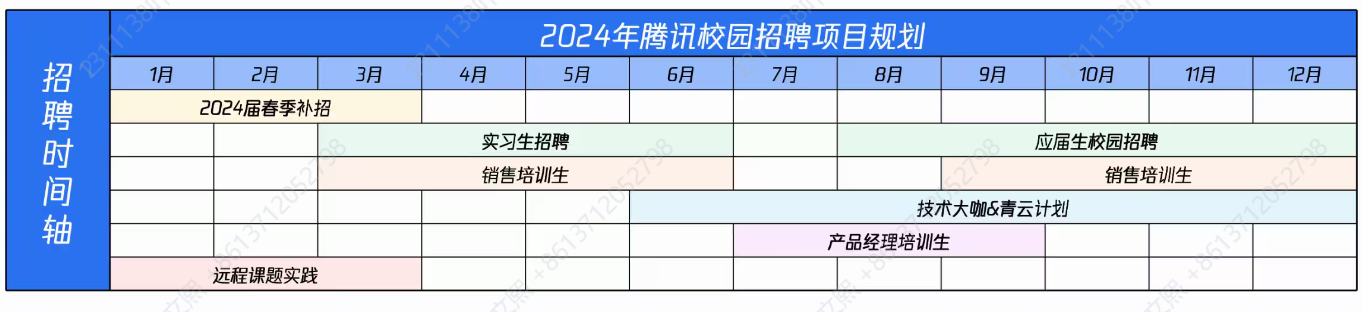 2024年腾讯校园招聘项目规划
招聘时间轴
1月 2月 3月 4月 5月 6月 7月 8月 9月 10月 11月 12月
2024届春季补招
实习生招聘 应届生校园招聘
销售培训生 销售培训生
技术大咖&青云计划
产品经理培训生
远程课题实践